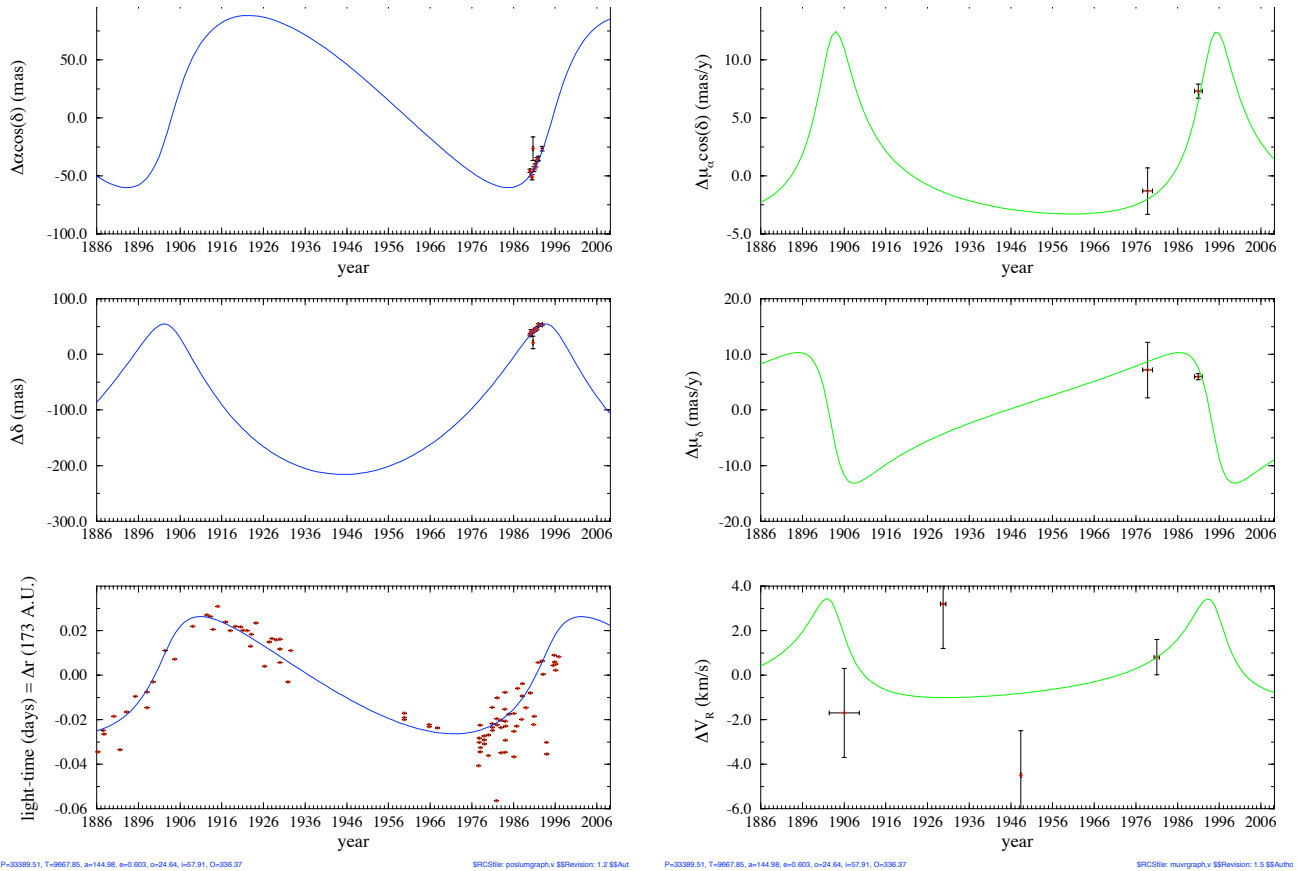 Δαcos(δ) (mas)
50.0
0.0
-50.0
-100.0
1886 1896 1906 1916 1926 1936 1946 1956 1966 1976 1986 1996 2006
year
Δμαcos(δ) (mas/y)
10.0
5.0
0.0
-5.0
1886 1896 1906 1916 1926 1936 1946 1956 1966 1976 1986 1996 2006
year
Δδ (mas)
100.0
0.0
-100.0
-200.0
-300.0
1886 1896 1906 1916 1926 1936 1946 1956 1966 1976 1986 1996 2006
Δμδ (mas/y)
20.0
10.0
0.0
-10.0
-20.0
1886 1896 1906 1916 1926 1936 1946 1956 1966 1976 1986 1996 2006
light-time (days) = Δr (173 A.U.)
0.02
0.00
-0.02
-0.04
-0.06
1886 1896 1906 1916 1926 1936 1946 1956 1966 1976 1986 1996 2006
year
ΔVR (km/s)
4.0
2.0
0.0
-2.0
-4.0
-6.0
1886 1896 1906 1916 1926 1936 1946 1956 1966 1976 1986 1996 2006
year
P=33389.51, T=9667.85, a=144.98, e=0.603, o=24.64, i=57.91, O=336.37
$RCSfile: poslumgraph,v $$Revision: 1.2 $$Aut
P=33389.51, T=9667.85, a=144.98, e=0.603, o=24.64, i=57.91, O=336.37
$RCSfile: muvrgraph,v $$Revision: 1.5 $$Autho